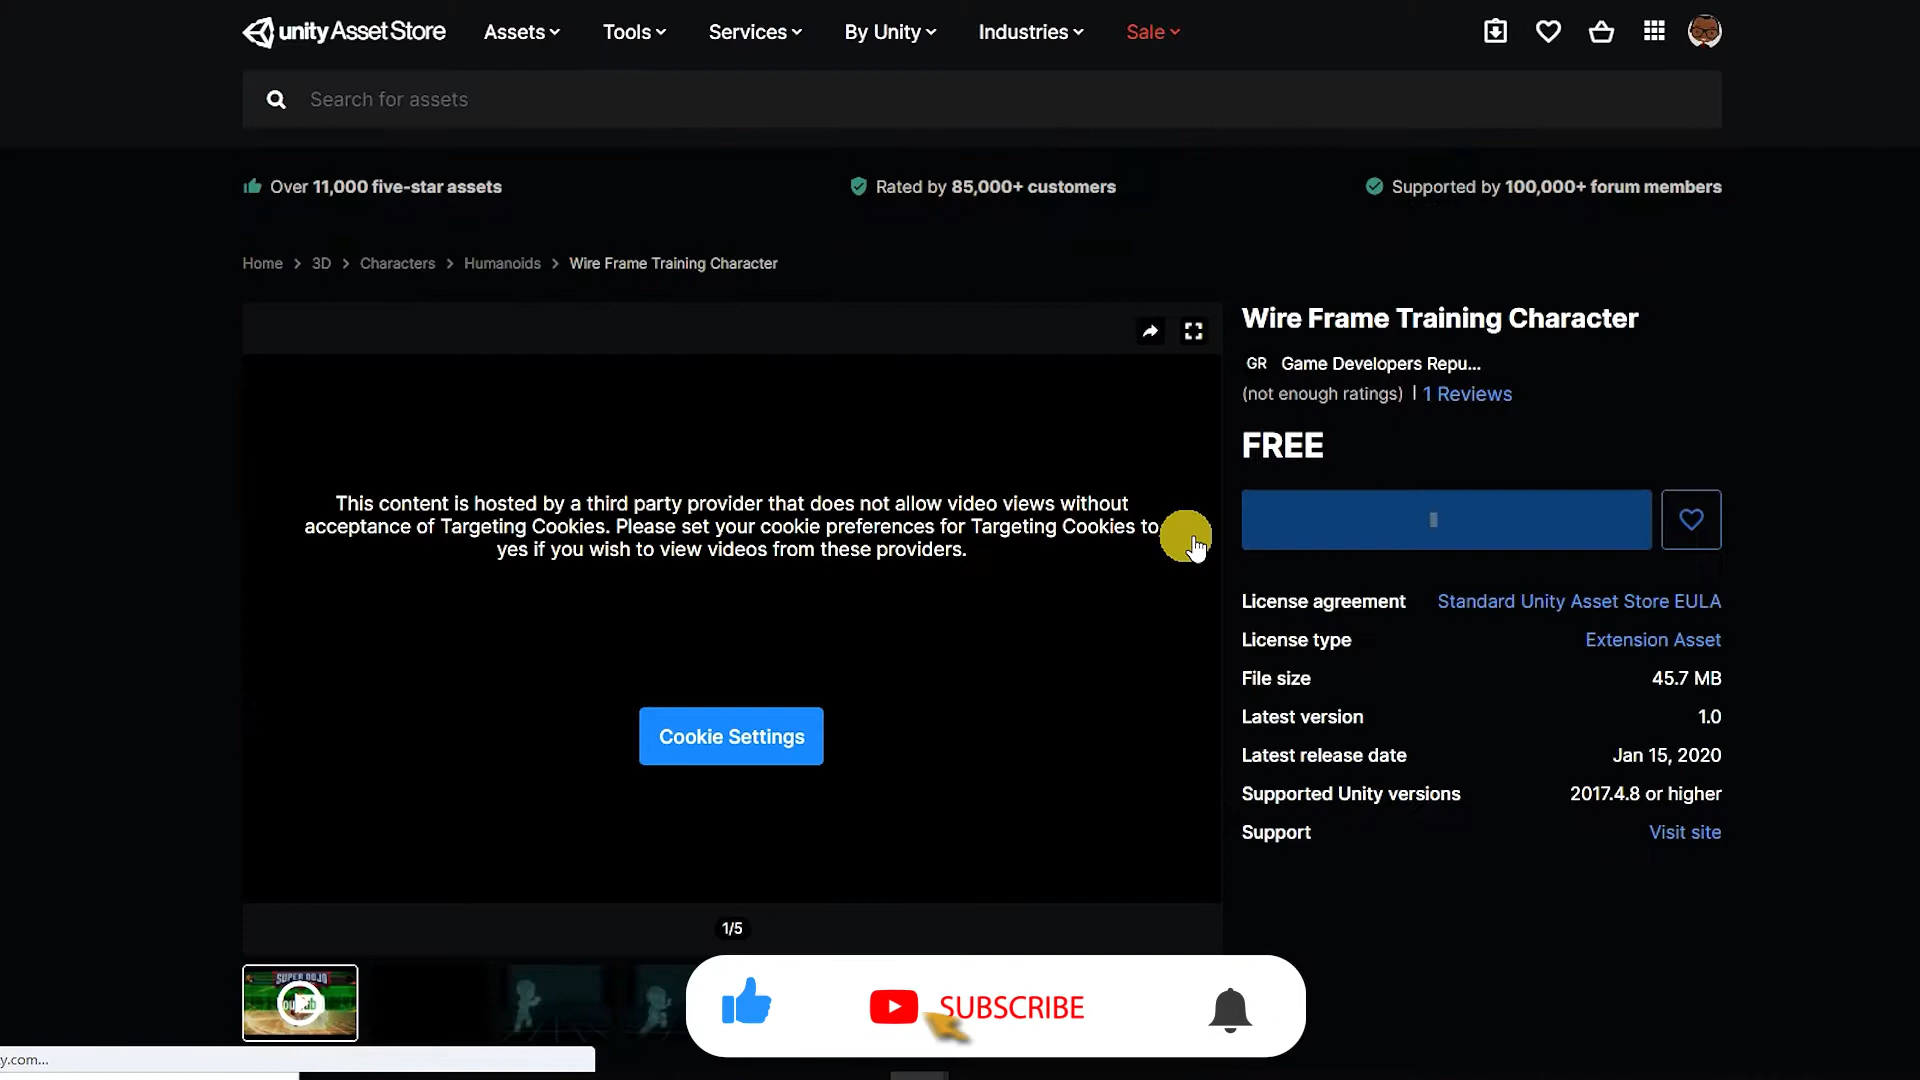 unity Asset Store
Assets
Tools
Services
By Unity
Industries
Sale
Search for assets
Over 11,000 five-star assets
Rated by 85,000+ customers
Supported by 100,000+ forum members
Home > 3D > Characters > Humanoids > Wire Frame Training Character
Wire Frame Training Character
GR Game Developers Repu...
(not enough ratings) | 1 Reviews
FREE
This content is hosted by a third party provider that does not allow video views without
acceptance of Targeting Cookies. Please set your cookie preferences for Targeting Cookies to
yes if you wish to view videos from these providers.
Cookie Settings
License agreement Standard Unity Asset Store EULA
License type Extension Asset
File size 45.7 MB
Latest version 1.0
Latest release date Jan 15, 2020
Supported Unity versions 2017.4.8 or higher
Support Visit site
1/5
SUPER DOJO
SUBSCRIBE
y.com...